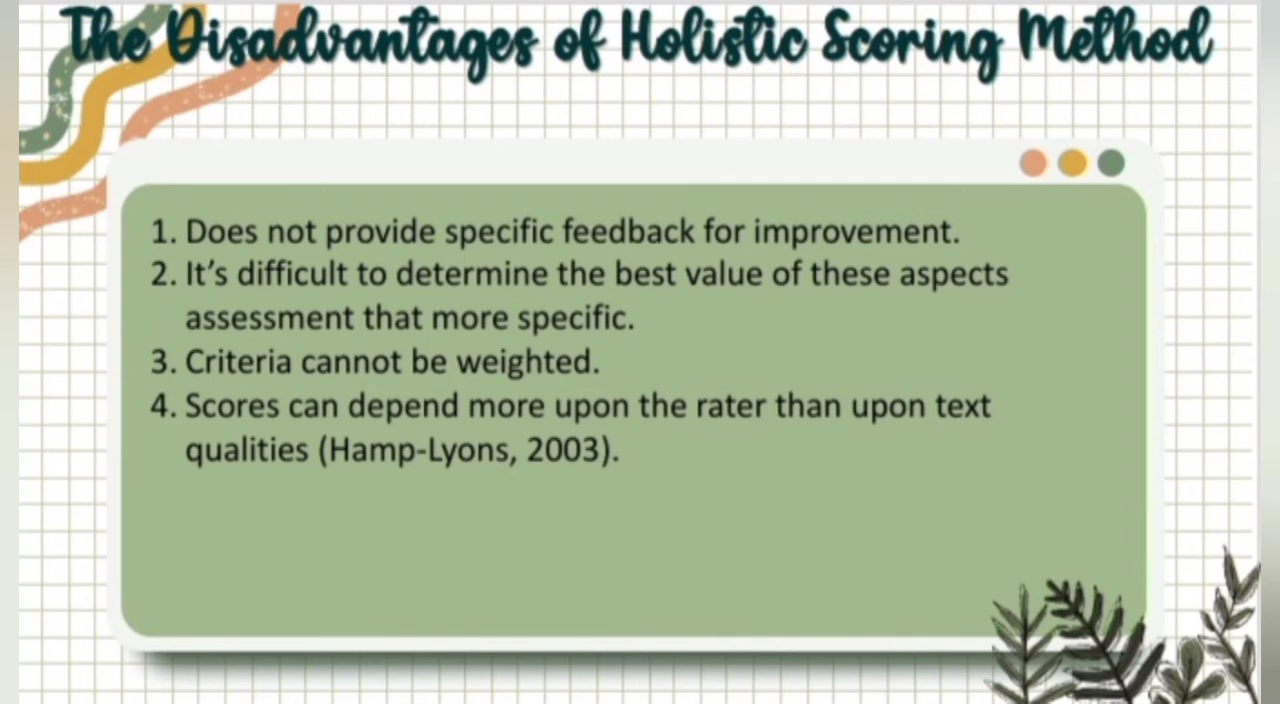 The Disadvantages of Holistic Scoring Method
1. Does not provide specific feedback for improvement.
2. It's difficult to determine the best value of these aspects
assessment that more specific.
3. Criteria cannot be weighted.
4. Scores can depend more upon the rater than upon text
qualities (Hamp-Lyons, 2003).